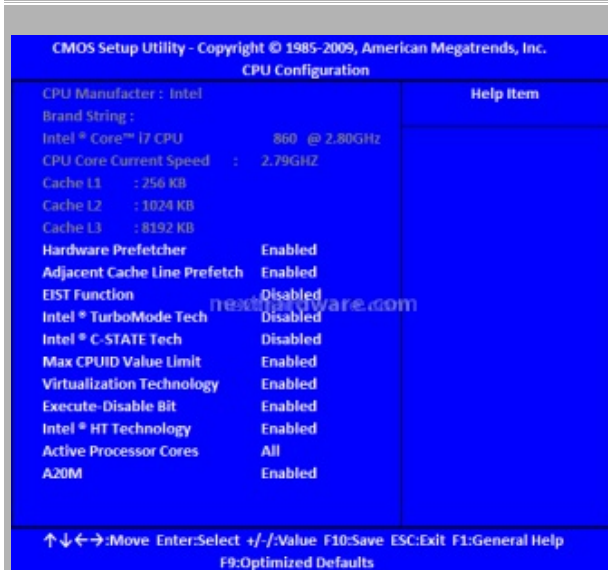 CMOS Setup Utility - Copyright © 1985-2009, American Megatrends, Inc.
CPU Configuration
Help Item
CPU Manufacter : Intel
Brand String :
Intel ® Core™ i7 CPU 860 @ 2.80GHz
CPU Core Current Speed : 2.79GHZ
Cache L1 : 256 KB
Cache L2 : 1024 KB
Cache L3 : 8192 KB
Hardware Prefetcher Enabled
Adjacent Cache Line Prefetch Enabled
EIST Function Disabled
nexthardware.com
Intel ® TurboMode Tech Disabled
Intel ® C-STATE Tech Disabled
Max CPUID Value Limit Enabled
Virtualization Technology Enabled
Execute-Disable Bit Enabled
Intel ® HT Technology Enabled
Active Processor Cores All
A20M Enabled
↑↓←→:Move Enter:Select +/-/:Value F10:Save ESC:Exit F1:General Help
F9:Optimized Defaults